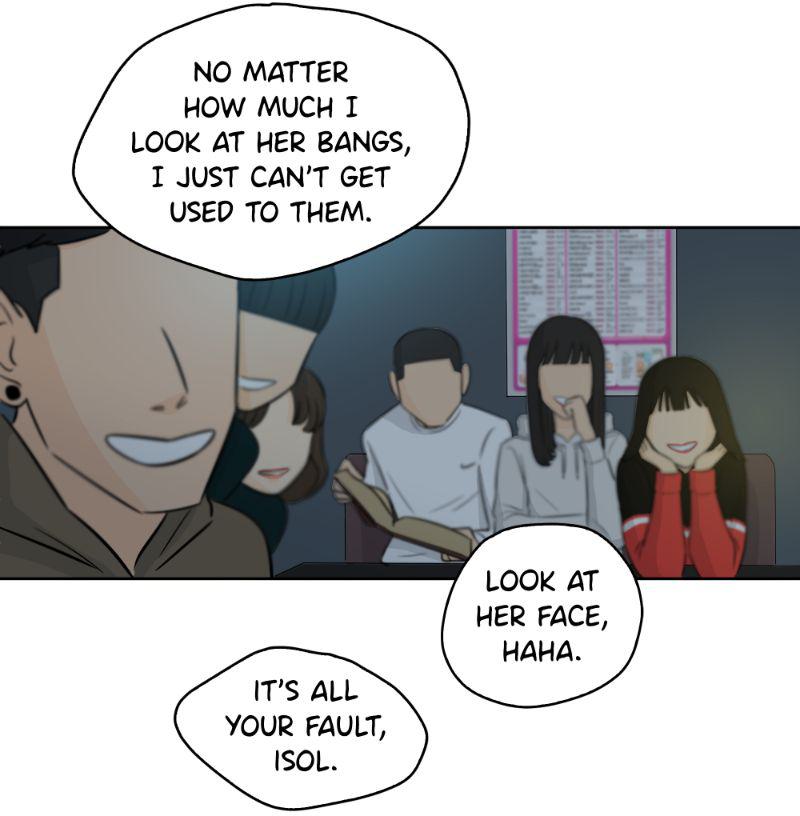 NO MATTER
HOW MUCH I
LOOK AT HER BANGS,
I JUST CAN'T GET
USED TO THEM.
LOOK AT
HER FACE,
HAHA.
IT'S ALL
YOUR FAULT,
ISOL.